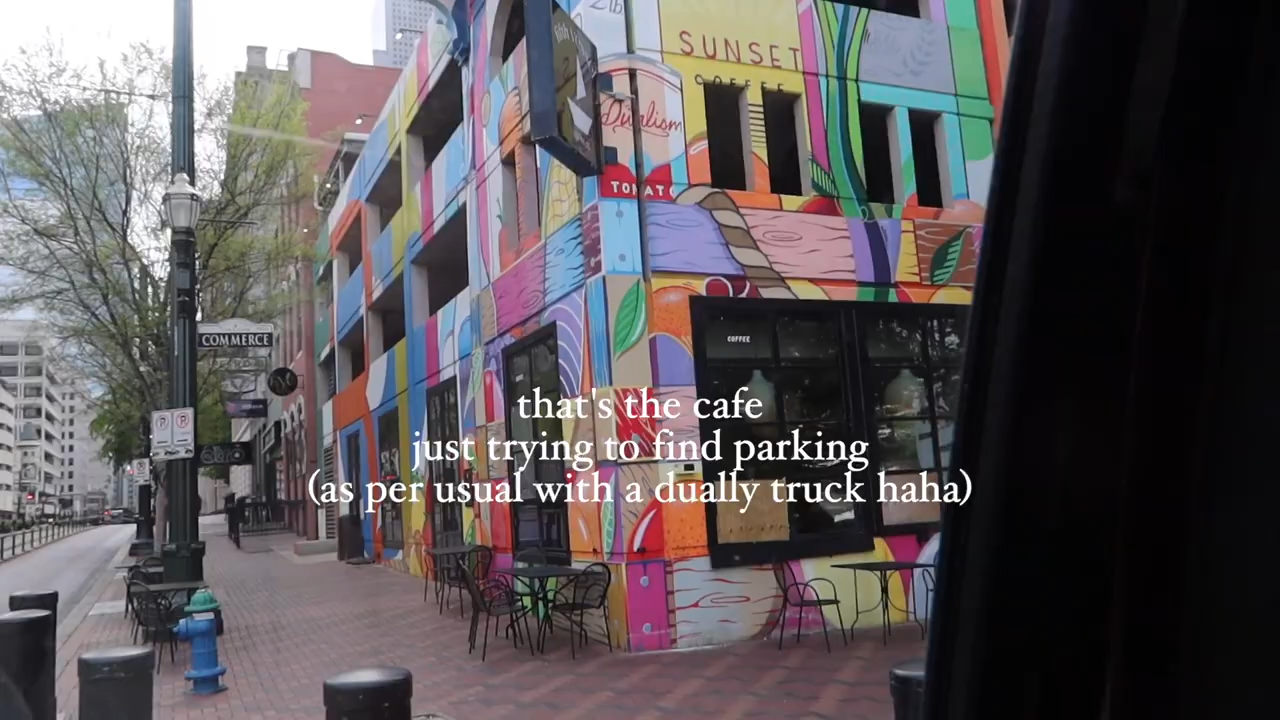 2lb
SUNSET
COFFEE
Dualism
TOMATO
COMMERCE
COFFEE
that's the cafe
just trying to find parking
(as per usual with a dually truck haha)